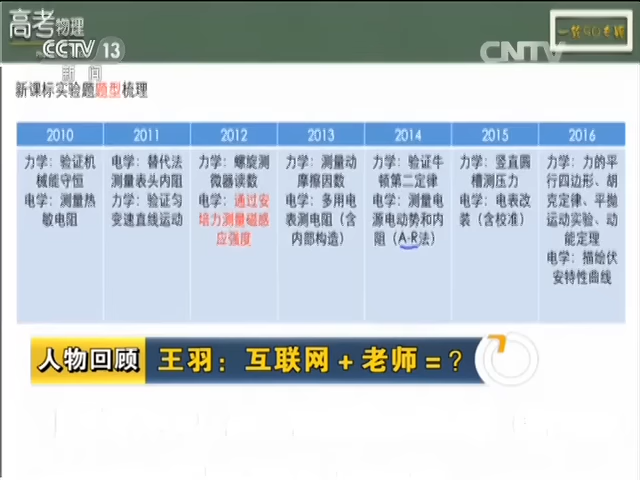 高考物理
CCTV 13
新闻
CNTV
新课标实验题题型梳理
2010
力学：验证机
械能守恒
电学：测量热
敏电阻
2011
电学：替代法
测量表头内阻
力学：验证匀
变速直线运动
2012
力学：螺旋测
微器读数
电学：通过安
培力测量磁感
应强度
2013
力学：测量动
摩擦因数
电学：多用电
表测电阻（含
内部构造）
2014
力学：验证牛
顿第二定律
电学：测量电
源电动势和内
阻（A-R法）
2015
力学：竖直圆
槽测压力
电学：电表改
装（含校准）
2016
力学：力的平
行四边形、胡
克定律、平抛
运动实验、动
能定理
电学：描绘伏
安特性曲线
人物回顾
王羽：互联网+老师=？